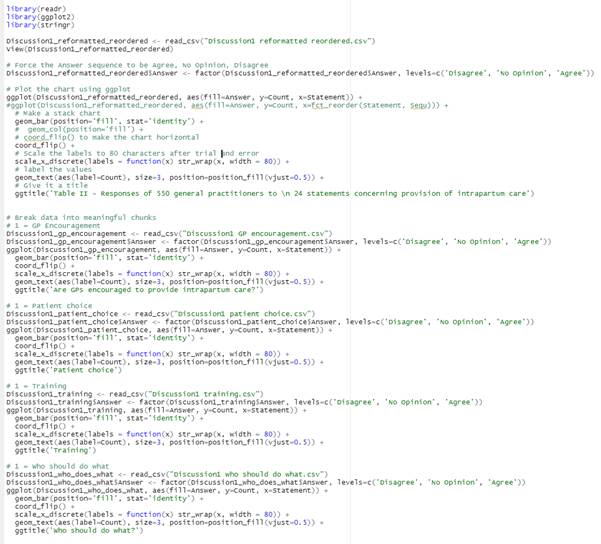 library(readr)
library(ggplot2)
library(stringr)

Discussion1_reformatted_reordered <- read_csv("Discussion1 reformatted reordered.csv")
View(Discussion1_reformatted_reordered)

# Force the Answer sequence to be Agree, No Opinion, Disagree
Discussion1_reformatted_reordered$Answer <- factor(Discussion1_reformatted_reordered$Answer, levels=c('Disagree', 'No Opinion', 'Agree'))

# Plot the chart using ggplot
ggplot(Discussion1_reformatted_reordered, aes(fill=Answer, y=Count, x=Statement)) +
#ggplot(Discussion1_reformatted_reordered, aes(fill=Answer, y=Count, x=fct_reorder(Statement, Sequ))) +
  # Make a stack chart
  geom_bar(position='fill', stat='identity') +
  #  geom_col(position='fill') +
  # coord_flip() to make the chart horizontal
  coord_flip() +
  # Scale the labels to 80 characters after trial and error
  scale_x_discrete(labels = function(x) str_wrap(x, width = 80)) +
  # label the values
  geom_text(aes(label=Count), size=3, position=position_fill(vjust=0.5)) +
  # Give it a title
  ggtitle('Table II - Responses of 550 general practitioners to \n 24 statements concerning provision of intrapartum care')


# Break data into meaningful chunks
# 1 = GP Encouragement
Discussion1_gp_encouragement <- read_csv("Discussion1 GP encouragement.csv")
Discussion1_gp_encouragement$Answer <- factor(Discussion1_gp_encouragement$Answer, levels=c('Disagree', 'No Opinion', 'Agree'))
ggplot(Discussion1_gp_encouragement, aes(fill=Answer, y=Count, x=Statement)) +
  geom_bar(position='fill', stat='identity') +
  coord_flip() +
  scale_x_discrete(labels = function(x) str_wrap(x, width = 80)) +
  geom_text(aes(label=Count), size=3, position=position_fill(vjust=0.5)) +
  ggtitle('Are GPs encouraged to provide intrapartum care?')

# 1 = Patient choice
Discussion1_patient_choice <- read_csv("Discussion1 patient choice.csv")
Discussion1_patient_choice$Answer <- factor(Discussion1_patient_choice$Answer, levels=c('Disagree', 'No Opinion', 'Agree'))
ggplot(Discussion1_patient_choice, aes(fill=Answer, y=Count, x=Statement)) +
  geom_bar(position='fill', stat='identity') +
  coord_flip() +
  scale_x_discrete(labels = function(x) str_wrap(x, width = 80)) +
  geom_text(aes(label=Count), size=3, position=position_fill(vjust=0.5)) +
  ggtitle('Patient choice')

# 1 = Training
Discussion1_training <- read_csv("Discussion1 training.csv")
Discussion1_training$Answer <- factor(Discussion1_training$Answer, levels=c('Disagree', 'No Opinion', 'Agree'))
ggplot(Discussion1_training, aes(fill=Answer, y=Count, x=Statement)) +
  geom_bar(position='fill', stat='identity') +
  coord_flip() +
  scale_x_discrete(labels = function(x) str_wrap(x, width = 80)) +
  geom_text(aes(label=Count), size=3, position=position_fill(vjust=0.5)) +
  ggtitle('Training')

# 1 = Who should do what
Discussion1_who_does_what <- read_csv("Discussion1 who should do what.csv")
Discussion1_who_does_what$Answer <- factor(Discussion1_who_does_what$Answer, levels=c('Disagree', 'No Opinion', 'Agree'))
ggplot(Discussion1_who_does_what, aes(fill=Answer, y=Count, x=Statement)) +
  geom_bar(position='fill', stat='identity') +
  coord_flip() +
  scale_x_discrete(labels = function(x) str_wrap(x, width = 80)) +
  geom_text(aes(label=Count), size=3, position=position_fill(vjust=0.5)) +
  ggtitle('Who should do what?')